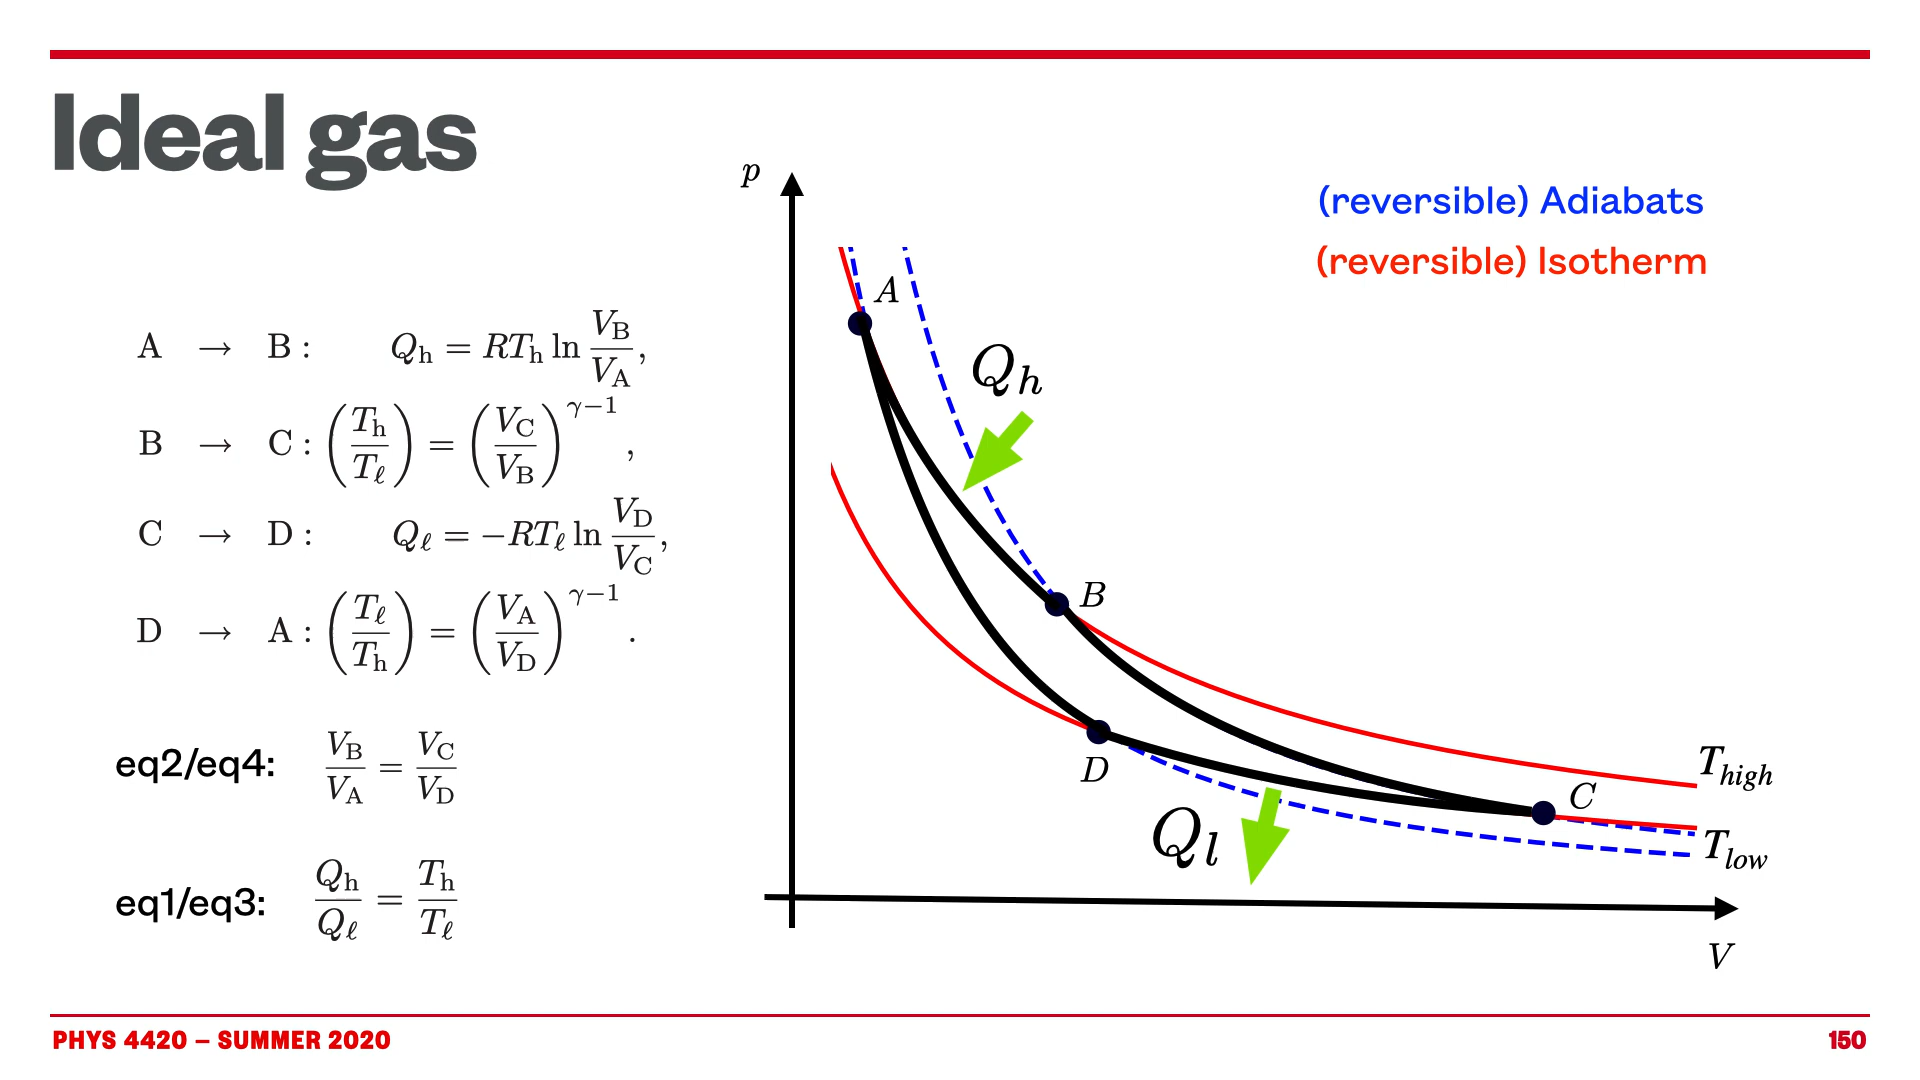 Ideal gas
A → B : Q_h = RT_h ln V_B/V_A,
B → C : (T_h/T_ℓ) = (V_C/V_B)^{γ−1},
C → D : Q_ℓ = −RT_ℓ ln V_D/V_C,
D → A : (T_ℓ/T_h) = (V_A/V_D)^{γ−1}.
eq2/eq4: V_B/V_A = V_C/V_D
eq1/eq3: Q_h/Q_ℓ = T_h/T_ℓ
p
(reversible) Adiabats
(reversible) Isotherm
A
Q_h
B
D
T_high
C
Q_l
T_low
V
PHYS 4420 – SUMMER 2020
150